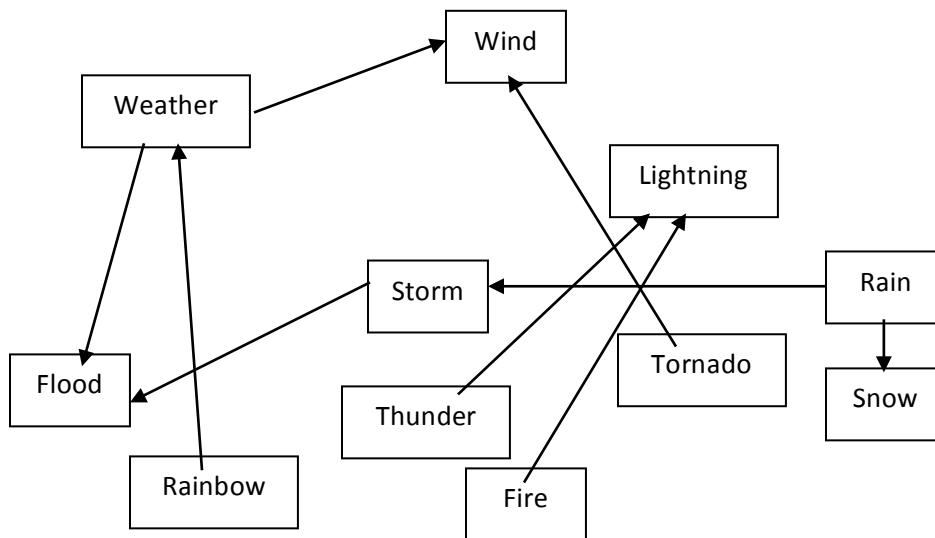 Wind
Weather
Lightning
Rain
Storm
Tornado
Flood
Snow
Thunder
Rainbow
Fire